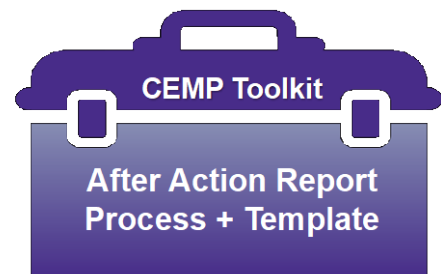 CEMP Toolkit
After Action Report
Process + Template